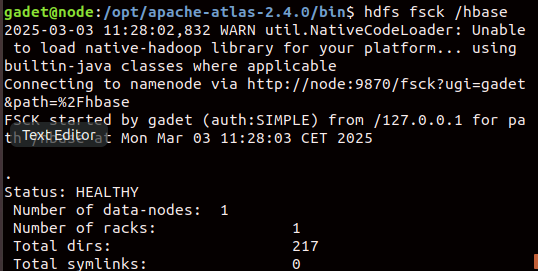 gadet@node:/opt/apache-atlas-2.4.0/bin$ hdfs fsck /hbase
2025-03-03 11:28:02,832 WARN util.NativeCodeLoader: Unable
 to load native-hadoop library for your platform... using
builtin-java classes where applicable
Connecting to namenode via http://node:9870/fsck?ugi=gadet
&path=%2Fhbase
FSCK started by gadet (auth:SIMPLE) from /127.0.0.1 for pa
th /hbase at Mon Mar 03 11:28:03 CET 2025
Text Editor
.
Status: HEALTHY
 Number of data-nodes:  1
 Number of racks:               1
 Total dirs:                    217
 Total symlinks:                0